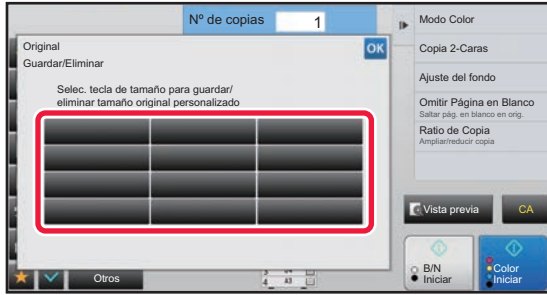 Nº de copias 1
Modo Color
Original
OK
Guardar/Eliminar
Copia 2-Caras
Ajuste del fondo
Selec. tecla de tamaño para guardar/
eliminar tamaño original personalizado
Omitir Página en Blanco
Saltar pág. en blanco en orig.
Ratio de Copia
Ampliar/reducir copia
Vista previa
CA
B/N
Iniciar
Color
Iniciar
Otros
4 A3